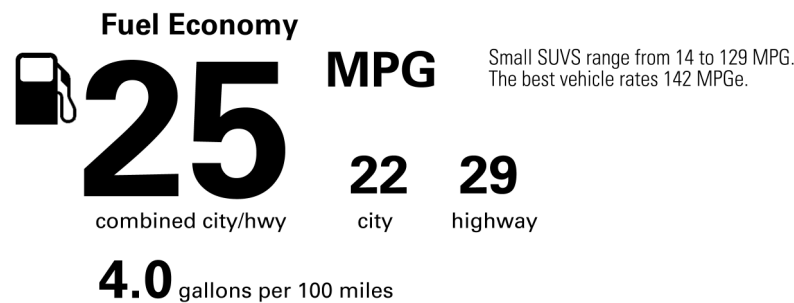 Fuel Economy
25
MPG
Small SUVS range from 14 to 129 MPG.
The best vehicle rates 142 MPGe.
22
29
combined city/hwy
city
highway
4.0 gallons per 100 miles